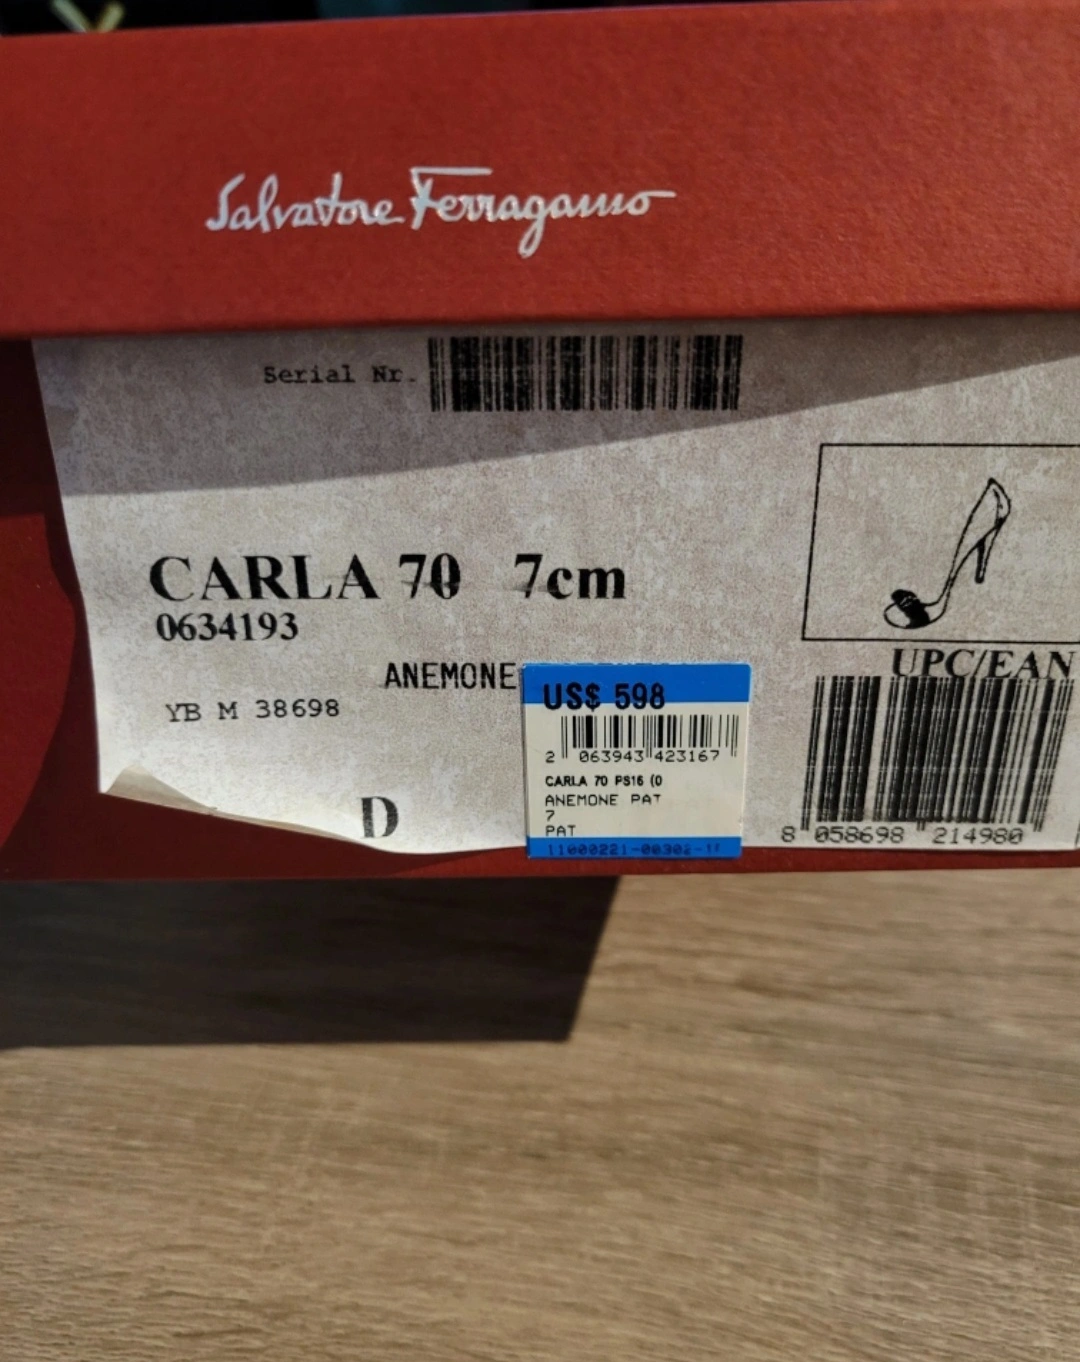 Salvatore Ferragamo
Serial Nr.
CARLA 70 7cm
0634193
ANEMONE
YB M 38698
D
US$ 598
2 063943 423167
CARLA 70 PS16 (0
ANEMONE PAT
7
PAT
UPC/EAN
8 058698 214980